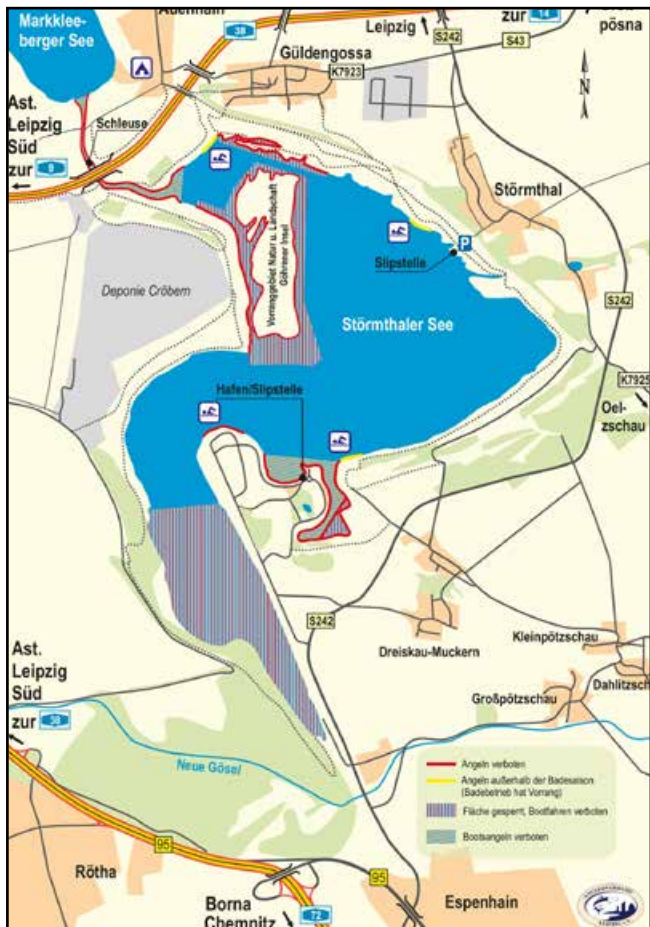 Markklee-
berger See
Auenhain
38
Leipzig
zur
14
pösna
S242
S43
Güldengossa
K7923
N
Ast.
Leipzig
Süd
zur
Schleuse
Störmthal
Vorranggebiet Natur u. Landschaft
Göhrener Insel
P
Slipstelle
Deponie Cröbern
Störmthaler See
S242
K7925
Oel-
zschau
Hafen/Slipstelle
S242
Dreiskau-Muckern
Kleinpötzschau
Dahlitzsch
Großpötzschau
Ast.
Leipzig
Süd
zur
38
Neue Gösel
Angeln verboten
Angeln außerhalb der Badesaison
(Badebetrieb hat Vorrang)
Fläche gesperrt, Bootfahren verboten
Bootsangeln verboten
95
Rötha
95
Borna
Chemnitz
72
Espenhain